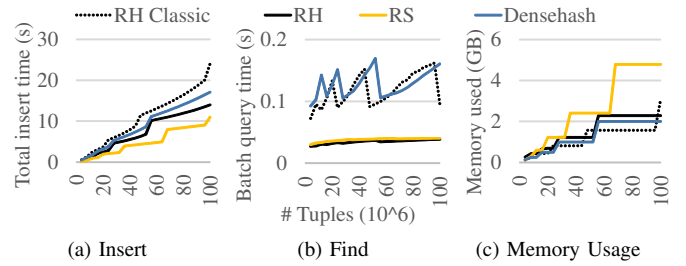 RH Classic RH RS Densehash
Total insert time (s)
30
20
10
0
0 20 40 60 80 100
Batch query time (s)
0.2
0.1
0
0 20 40 60 80 100
# Tuples (10^6)
Memory used (GB)
6
4
2
0
0 20 40 60 80 100
(a) Insert
(b) Find
(c) Memory Usage